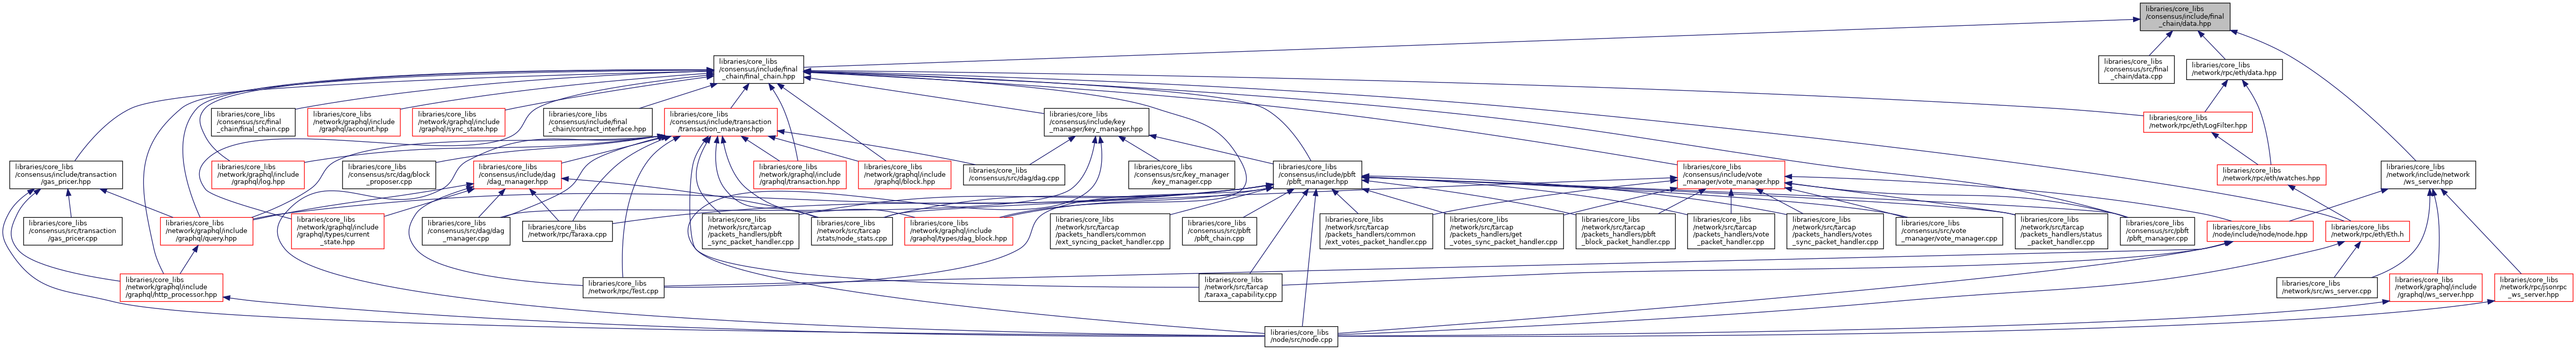 libraries/core_libs
/consensus/include/final
_chain/data.hpp
libraries/core_libs
/consensus/include/final
_chain/final_chain.hpp
libraries/core_libs
/consensus/src/final
_chain/data.cpp
libraries/core_libs
/network/rpc/eth/data.hpp
libraries/core_libs
/consensus/src/final
_chain/final_chain.cpp
libraries/core_libs
/network/graphql/include
/graphql/account.hpp
libraries/core_libs
/network/graphql/include
/graphql/sync_state.hpp
libraries/core_libs
/consensus/include/final
_chain/contract_interface.hpp
libraries/core_libs
/consensus/include/transaction
/transaction_manager.hpp
libraries/core_libs
/consensus/include/key
_manager/key_manager.hpp
libraries/core_libs
/network/rpc/eth/LogFilter.hpp
libraries/core_libs
/consensus/include/transaction
/gas_pricer.hpp
libraries/core_libs
/network/graphql/include
/graphql/log.hpp
libraries/core_libs
/consensus/src/dag/block
_proposer.cpp
libraries/core_libs
/consensus/include/dag
/dag_manager.hpp
libraries/core_libs
/network/graphql/include
/graphql/transaction.hpp
libraries/core_libs
/network/graphql/include
/graphql/block.hpp
libraries/core_libs
/consensus/src/dag/dag.cpp
libraries/core_libs
/consensus/src/key_manager
/key_manager.cpp
libraries/core_libs
/consensus/include/pbft
/pbft_manager.hpp
libraries/core_libs
/consensus/include/vote
_manager/vote_manager.hpp
libraries/core_libs
/network/rpc/eth/watches.hpp
libraries/core_libs
/network/include/network
/ws_server.hpp
libraries/core_libs
/consensus/src/transaction
/gas_pricer.cpp
libraries/core_libs
/network/graphql/include
/graphql/query.hpp
libraries/core_libs
/network/graphql/include
/graphql/types/current
_state.hpp
libraries/core_libs
/consensus/src/dag/dag
_manager.cpp
libraries/core_libs
/network/rpc/Taraxa.cpp
libraries/core_libs
/network/src/tarcap
/packets_handlers/pbft
_sync_packet_handler.cpp
libraries/core_libs
/network/src/tarcap
/stats/node_stats.cpp
libraries/core_libs
/network/graphql/include
/graphql/types/dag_block.hpp
libraries/core_libs
/network/src/tarcap
/packets_handlers/common
/ext_syncing_packet_handler.cpp
libraries/core_libs
/consensus/src/pbft
/pbft_chain.cpp
libraries/core_libs
/network/src/tarcap
/packets_handlers/common
/ext_votes_packet_handler.cpp
libraries/core_libs
/network/src/tarcap
/packets_handlers/get
_votes_sync_packet_handler.cpp
libraries/core_libs
/network/src/tarcap
/packets_handlers/pbft
_block_packet_handler.cpp
libraries/core_libs
/network/src/tarcap
/packets_handlers/vote
_packet_handler.cpp
libraries/core_libs
/network/src/tarcap
/packets_handlers/votes
_sync_packet_handler.cpp
libraries/core_libs
/consensus/src/vote
_manager/vote_manager.cpp
libraries/core_libs
/network/src/tarcap
/packets_handlers/status
_packet_handler.cpp
libraries/core_libs
/consensus/src/pbft
/pbft_manager.cpp
libraries/core_libs
/node/include/node/node.hpp
libraries/core_libs
/network/rpc/eth/Eth.h
libraries/core_libs
/network/graphql/include
/graphql/http_processor.hpp
libraries/core_libs
/network/rpc/Test.cpp
libraries/core_libs
/network/src/tarcap
/taraxa_capability.cpp
libraries/core_libs
/network/src/ws_server.cpp
libraries/core_libs
/network/graphql/include
/graphql/ws_server.hpp
libraries/core_libs
/network/rpc/jsonrpc
_ws_server.hpp
libraries/core_libs
/node/src/node.cpp